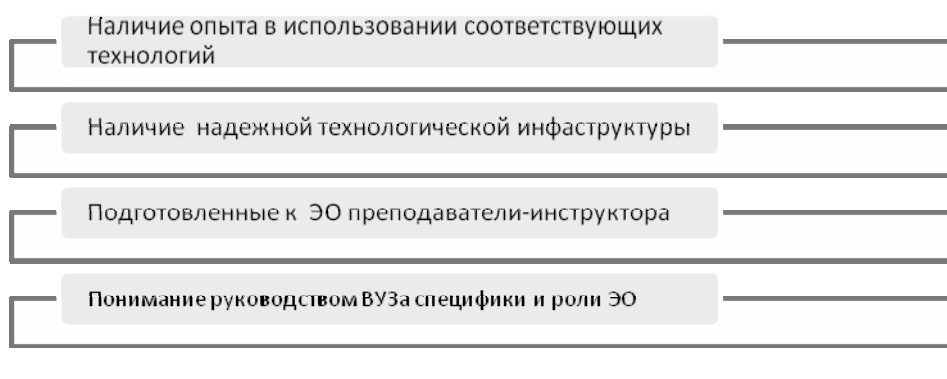 Наличие опыта в использовании соответствующих
технологий
Наличие надежной технологической инфаструктуры
Подготовленные к ЭО преподаватели-инструктора
Понимание руководством ВУЗа специфики и роли ЭО